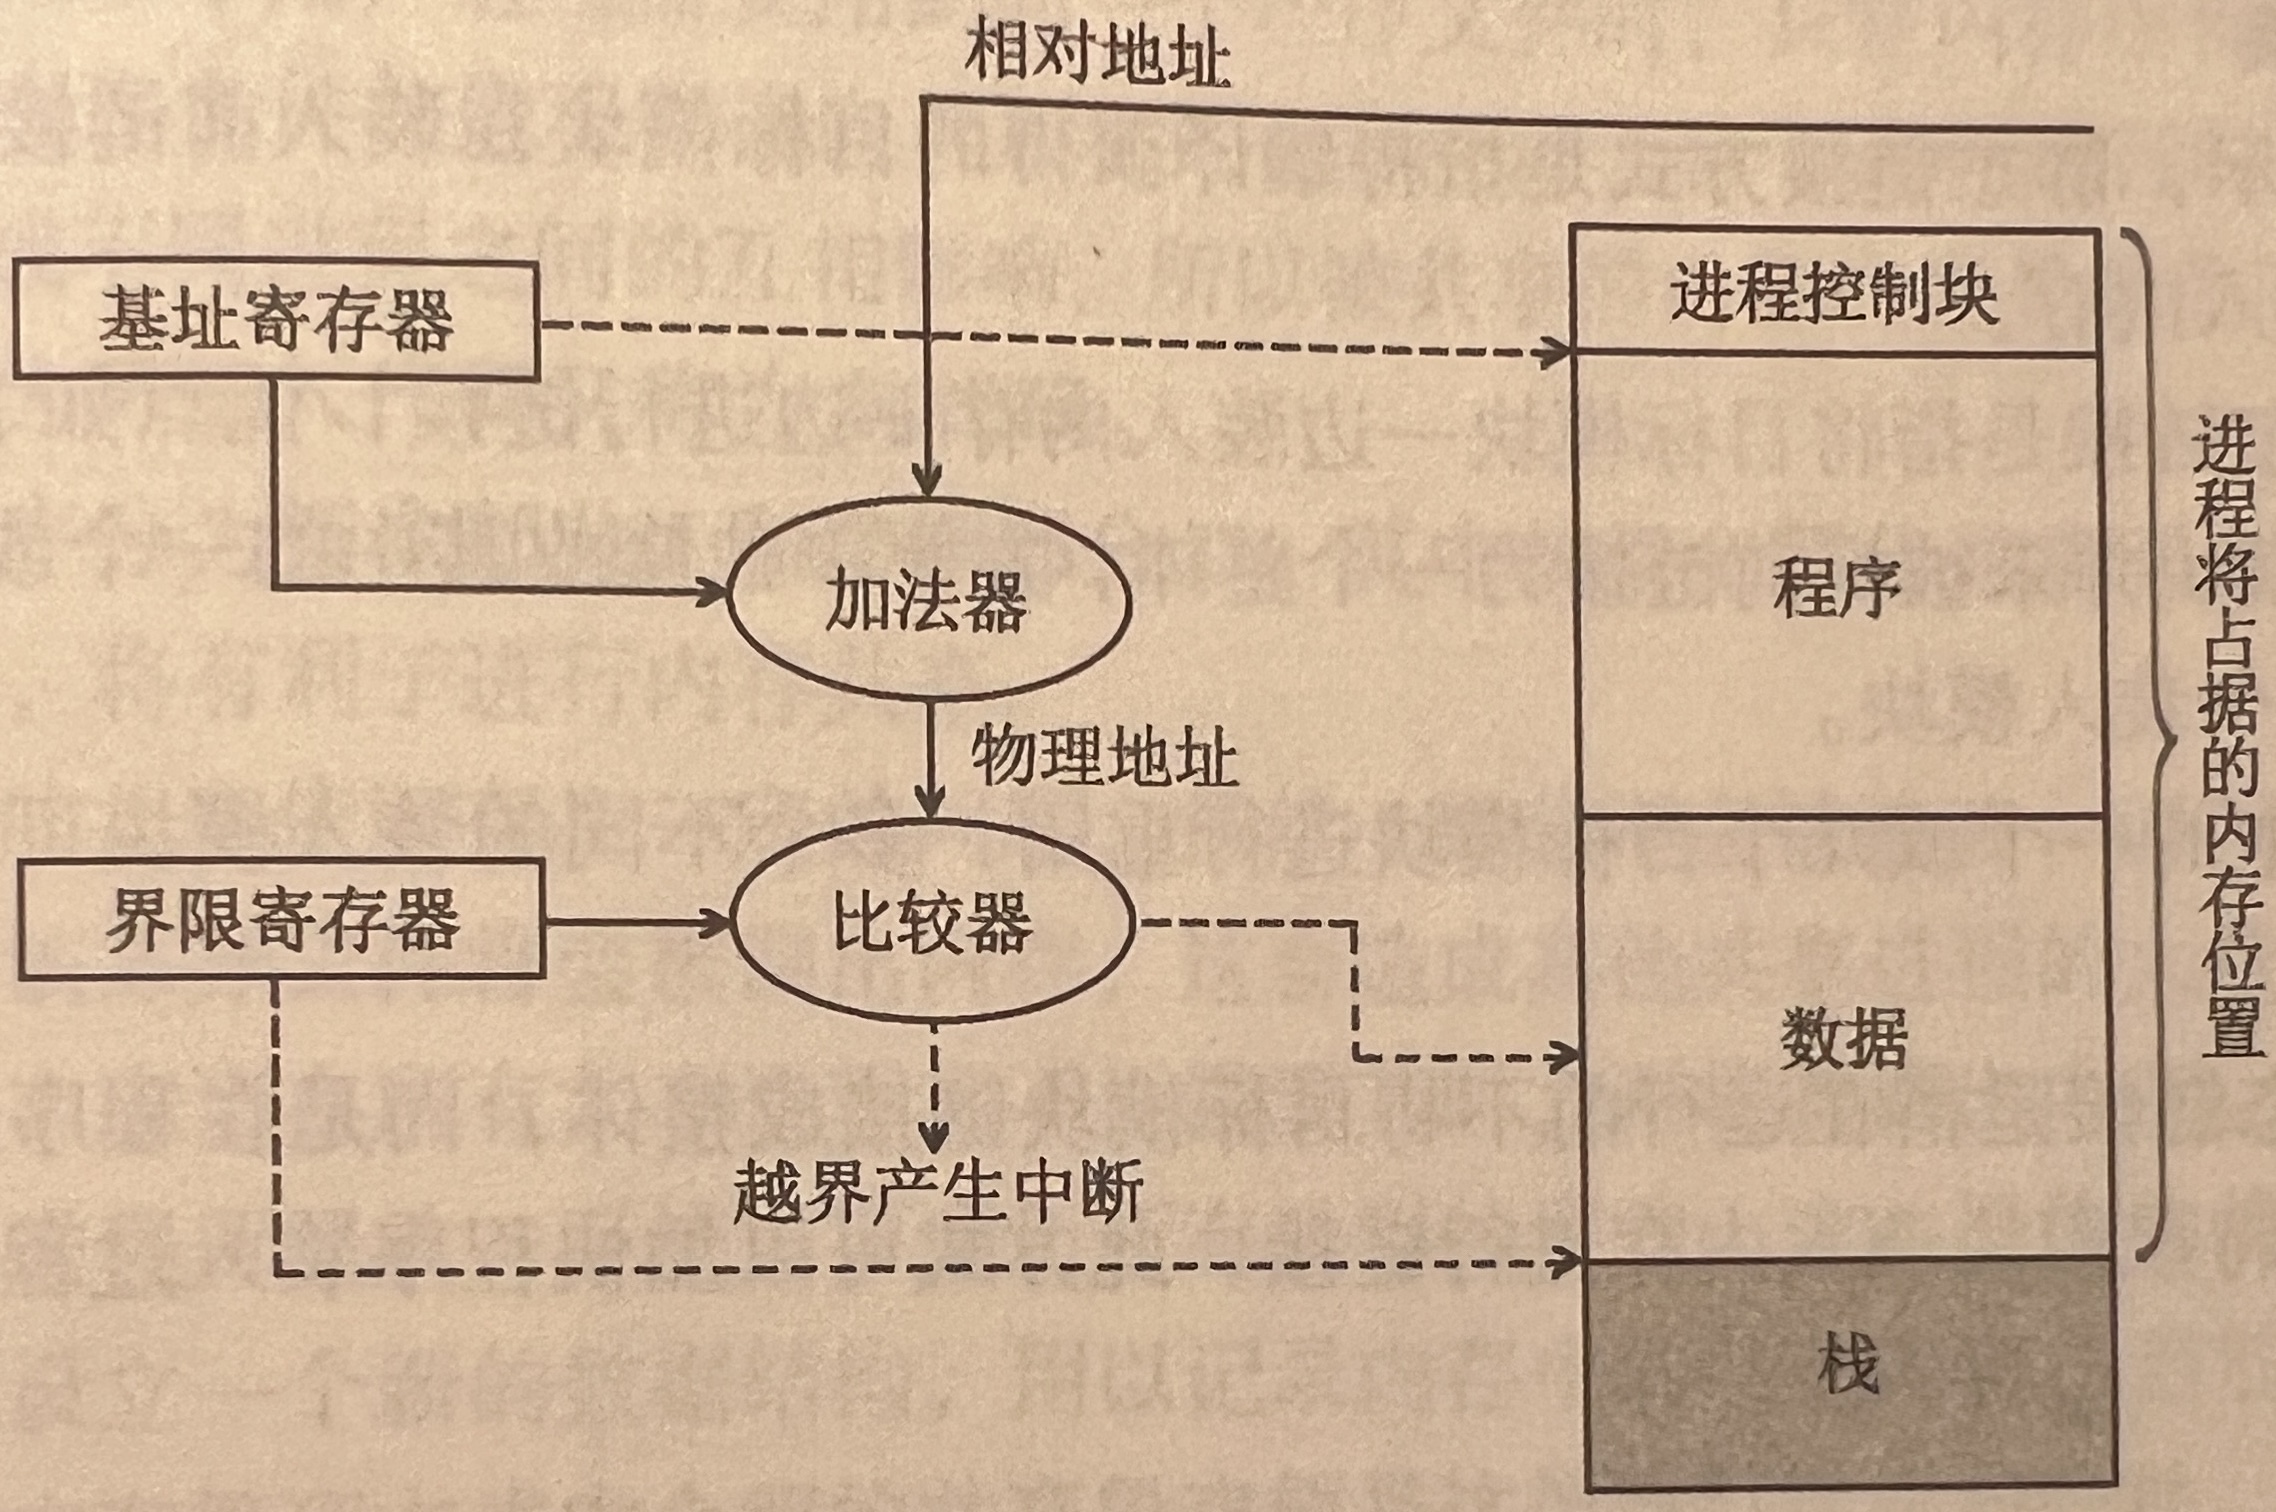 相对地址
基址寄存器
进程控制块
加法器
程序
物理地址
界限寄存器
比较器
数据
越界产生中断
栈
进程将占据的内存位置